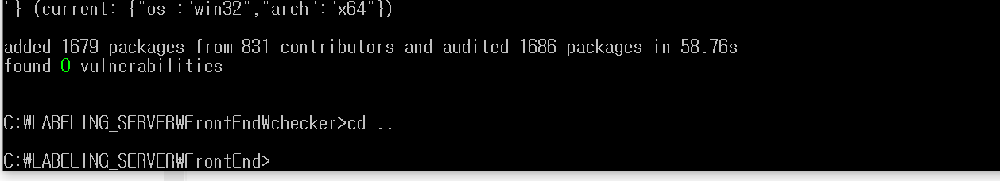 "} (current: {"os":"win32","arch":"x64"})
added 1679 packages from 831 contributors and audited 1686 packages in 58.76s
found 0 vulnerabilities
C:₩LABELING_SERVER₩FrontEnd₩checker>cd ..
C:₩LABELING_SERVER₩FrontEnd>